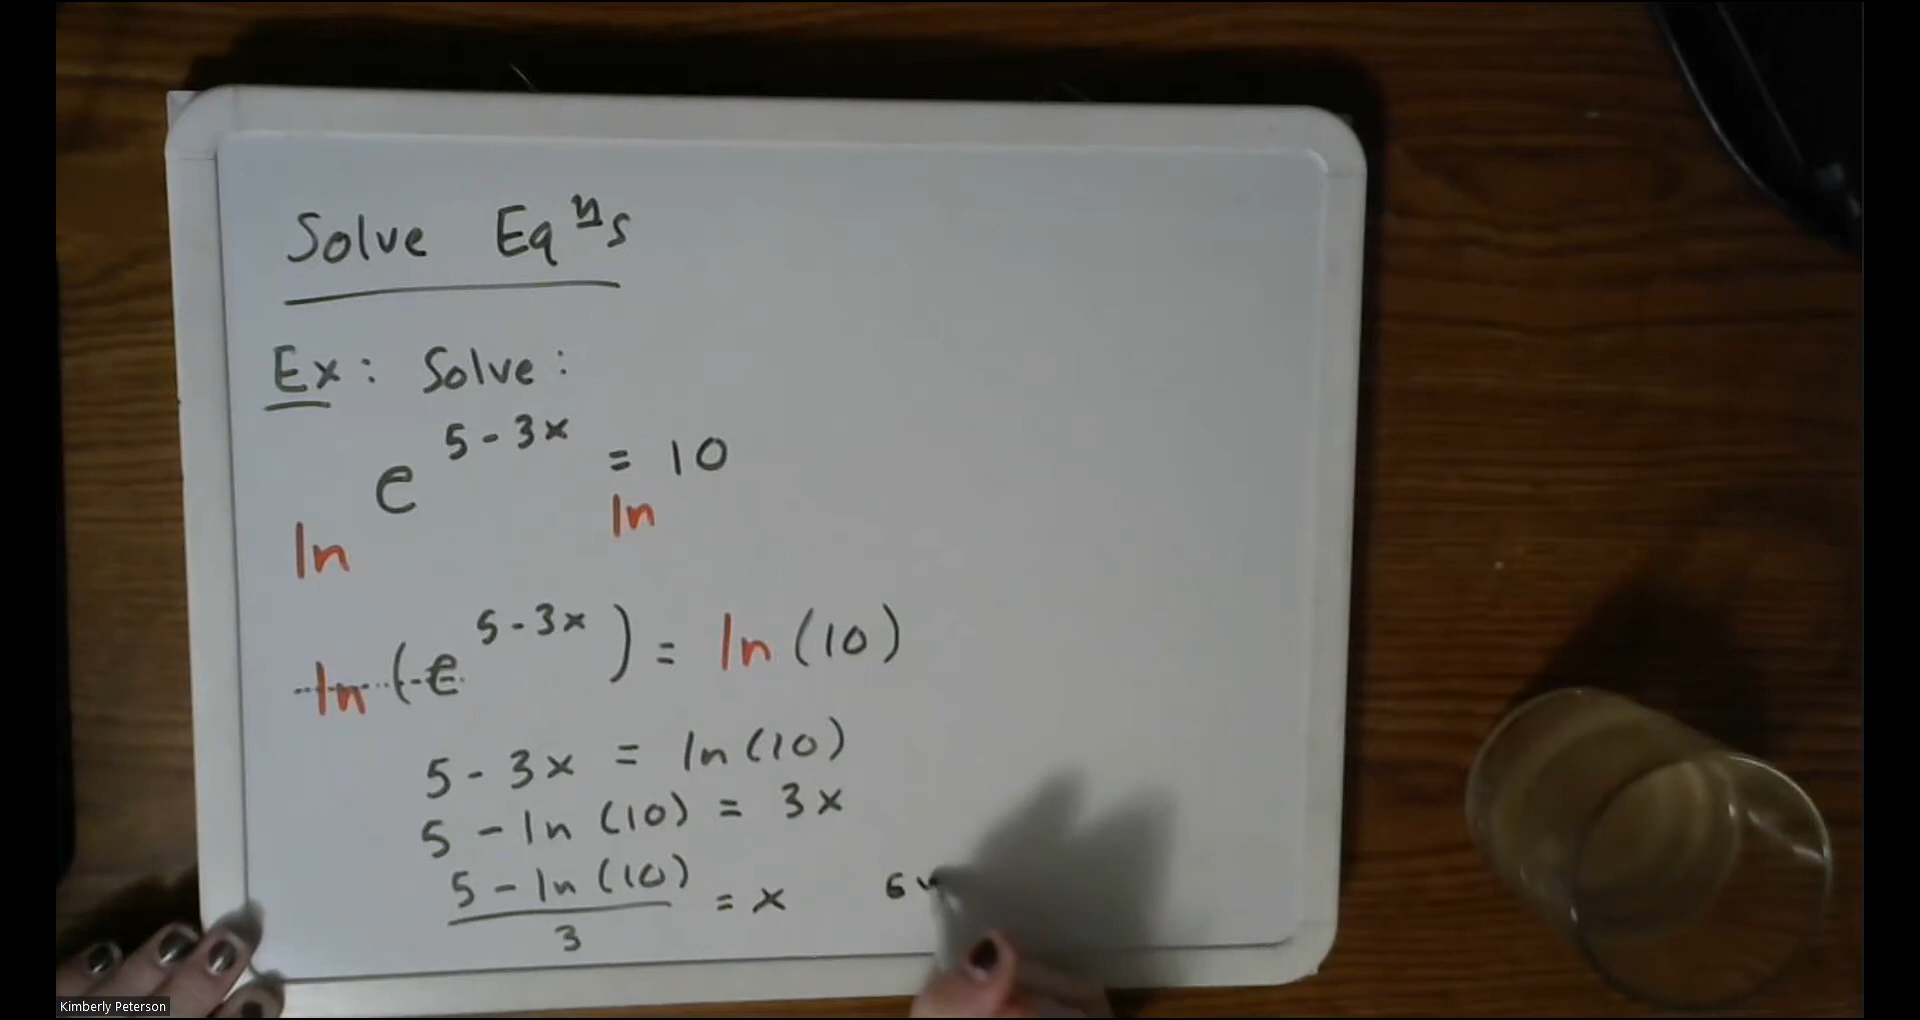 Solve Eqⁿs
Ex: Solve:
e^(5-3x) = 10
ln ln
ln(e^(5-3x)) = ln(10)
5-3x = ln(10)
5-ln(10) = 3x
(5-ln(10))/3 = x
Kimberly Peterson